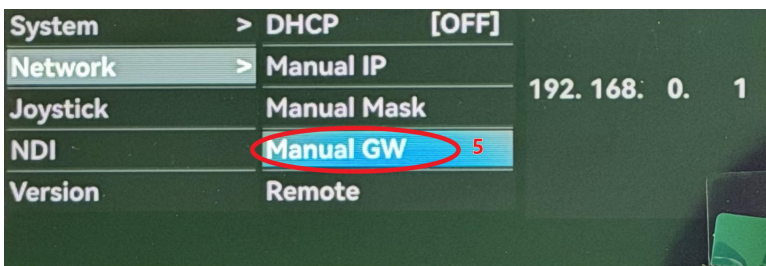 System > DHCP [OFF]
Network > Manual IP
192. 168. 0. 1
Joystick Manual Mask
NDI Manual GW 5
Version Remote